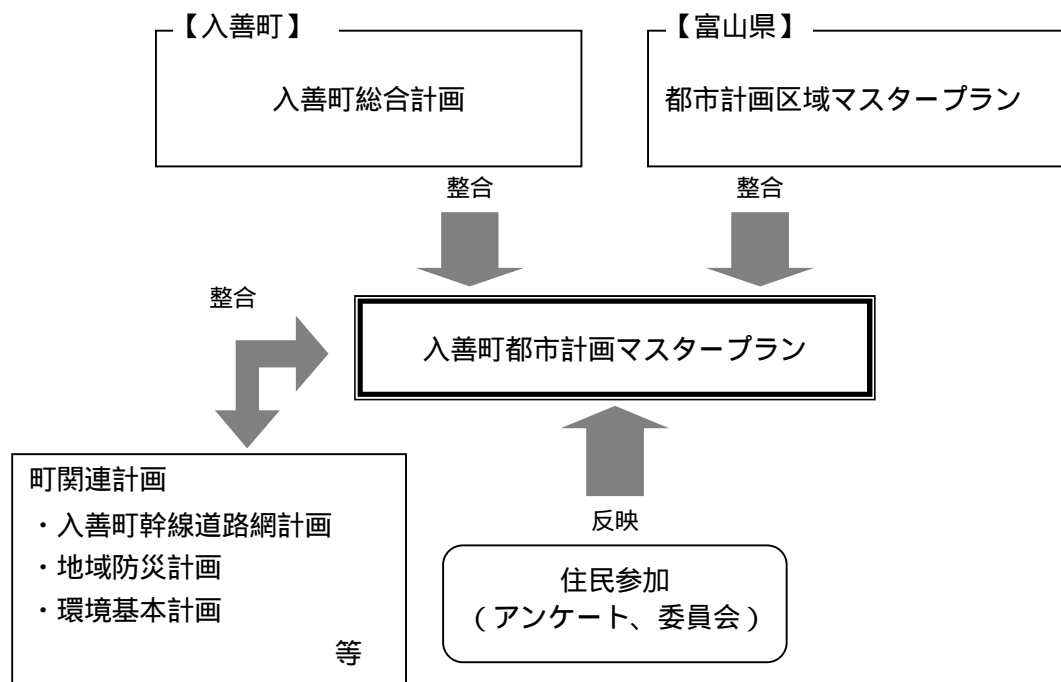 【入善町】
入善町総合計画
【富山県】
都市計画区域マスタープラン
整合
整合
整合
入善町都市計画マスタープラン
町関連計画
・入善町幹線道路網計画
・地域防災計画
・環境基本計画
等
反映
住民参加
（アンケート、委員会）